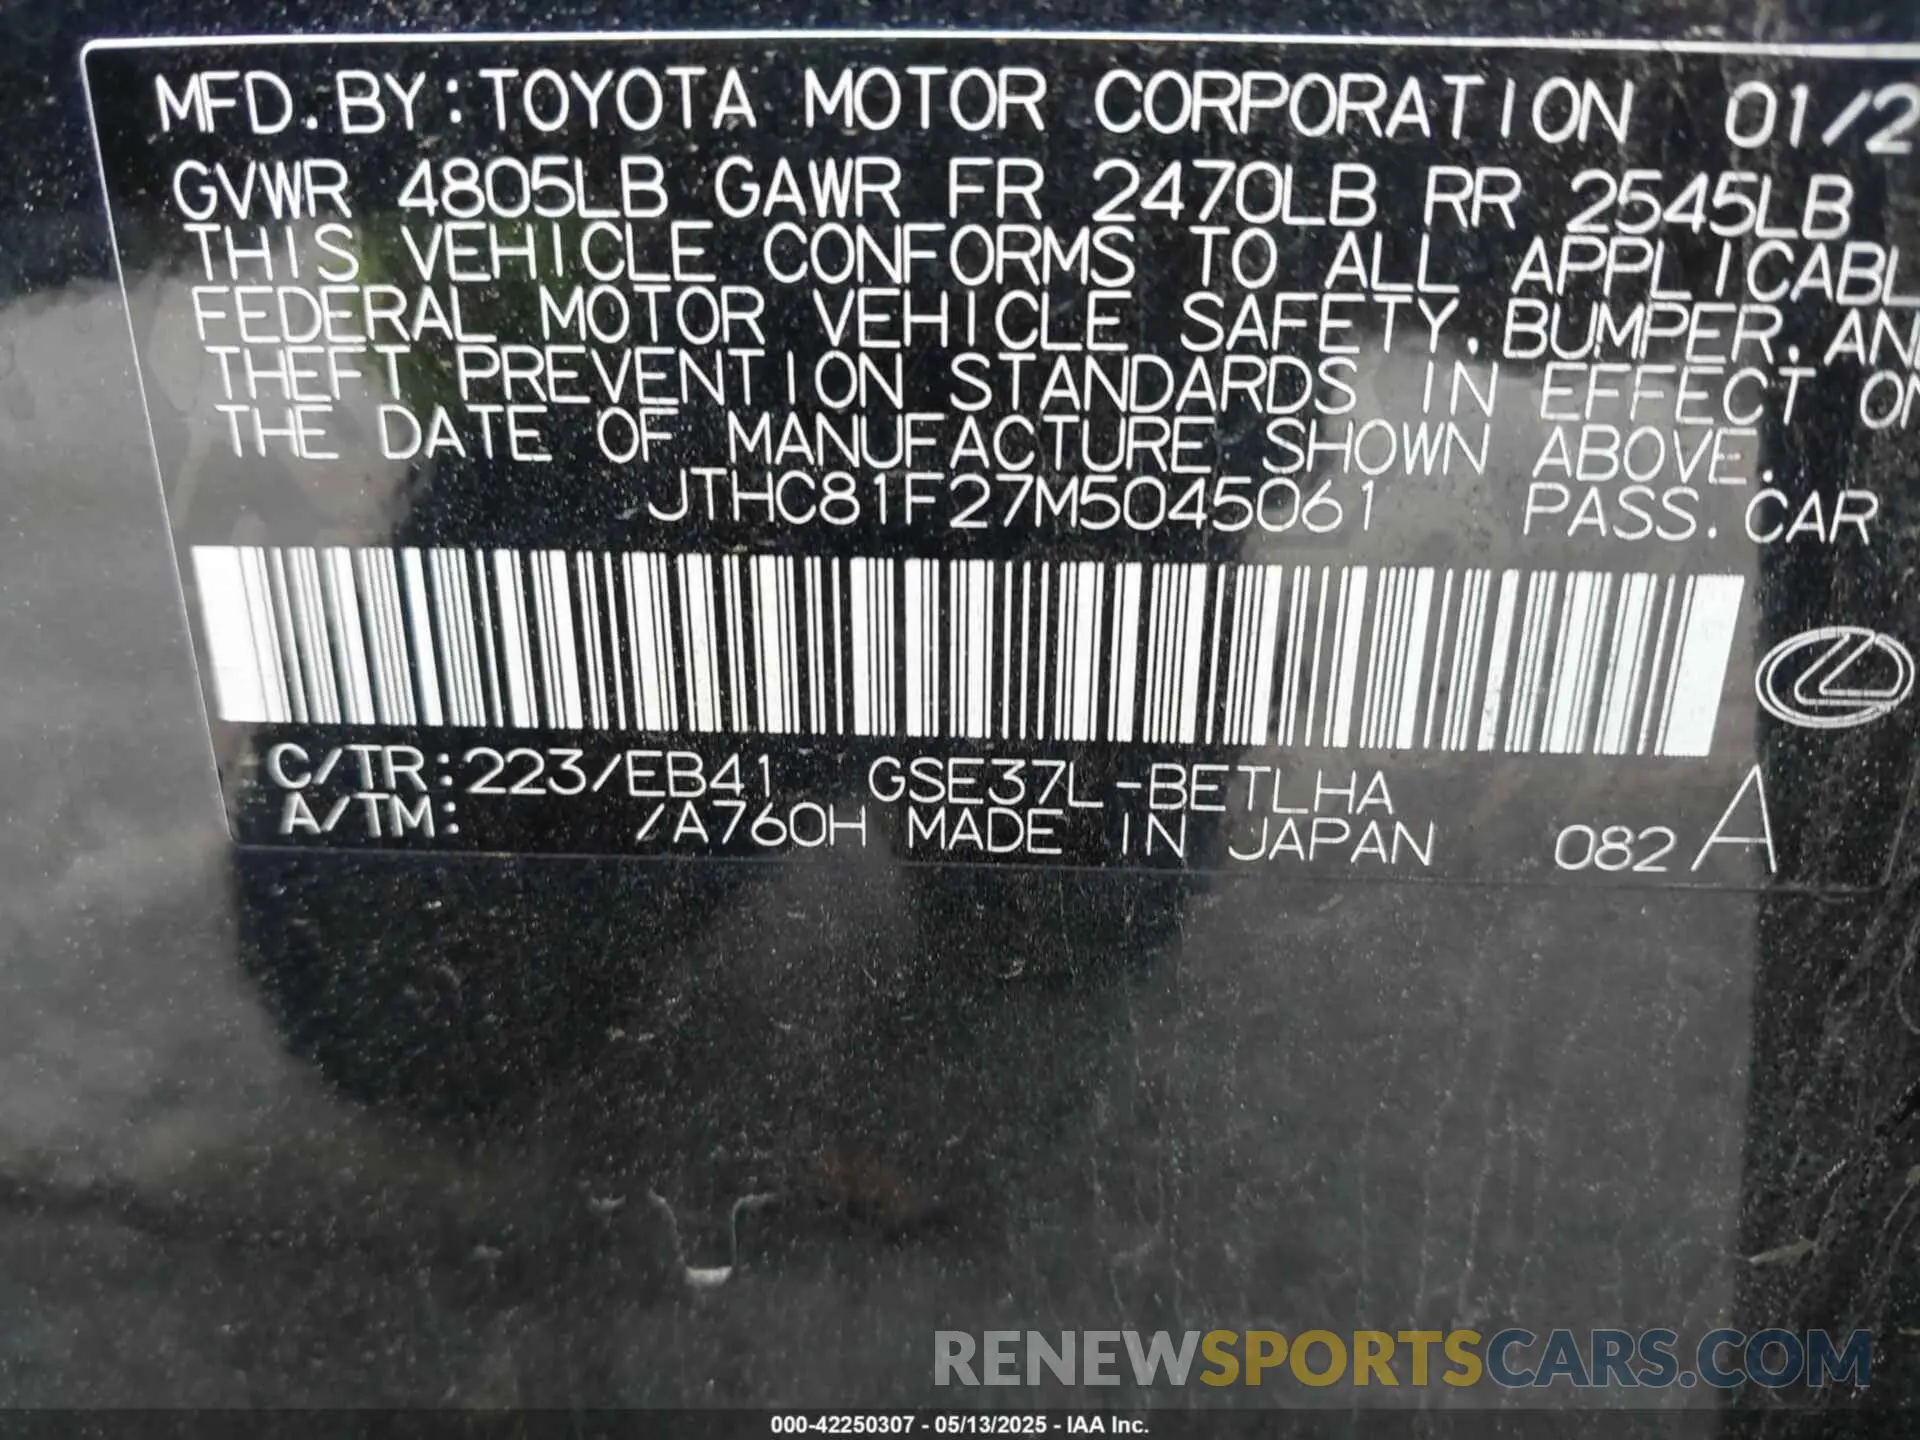 MFD. BY: TOYOTA MOTOR CORPORATION 01/2
GVWR 4805LB GAWR FR 2470LB RR 2545LB
THIS VEHICLE CONFORMS TO ALL APPLICABL
FEDERAL MOTOR VEHICLE SAFETY, BUMPER, AN
THEFT PREVENTION STANDARDS IN EFFECT ON
THE DATE OF MANUFACTURE SHOWN ABOVE.
JTHC81F27M5045061 PASS. CAR
C/TR: 223/EB41 GSE37L-BETLHA
A/TM: /A760H MADE IN JAPAN 082 A
RENEWSPORTSCARS.COM
000-42250307 - 05/13/2025 - IAA Inc.